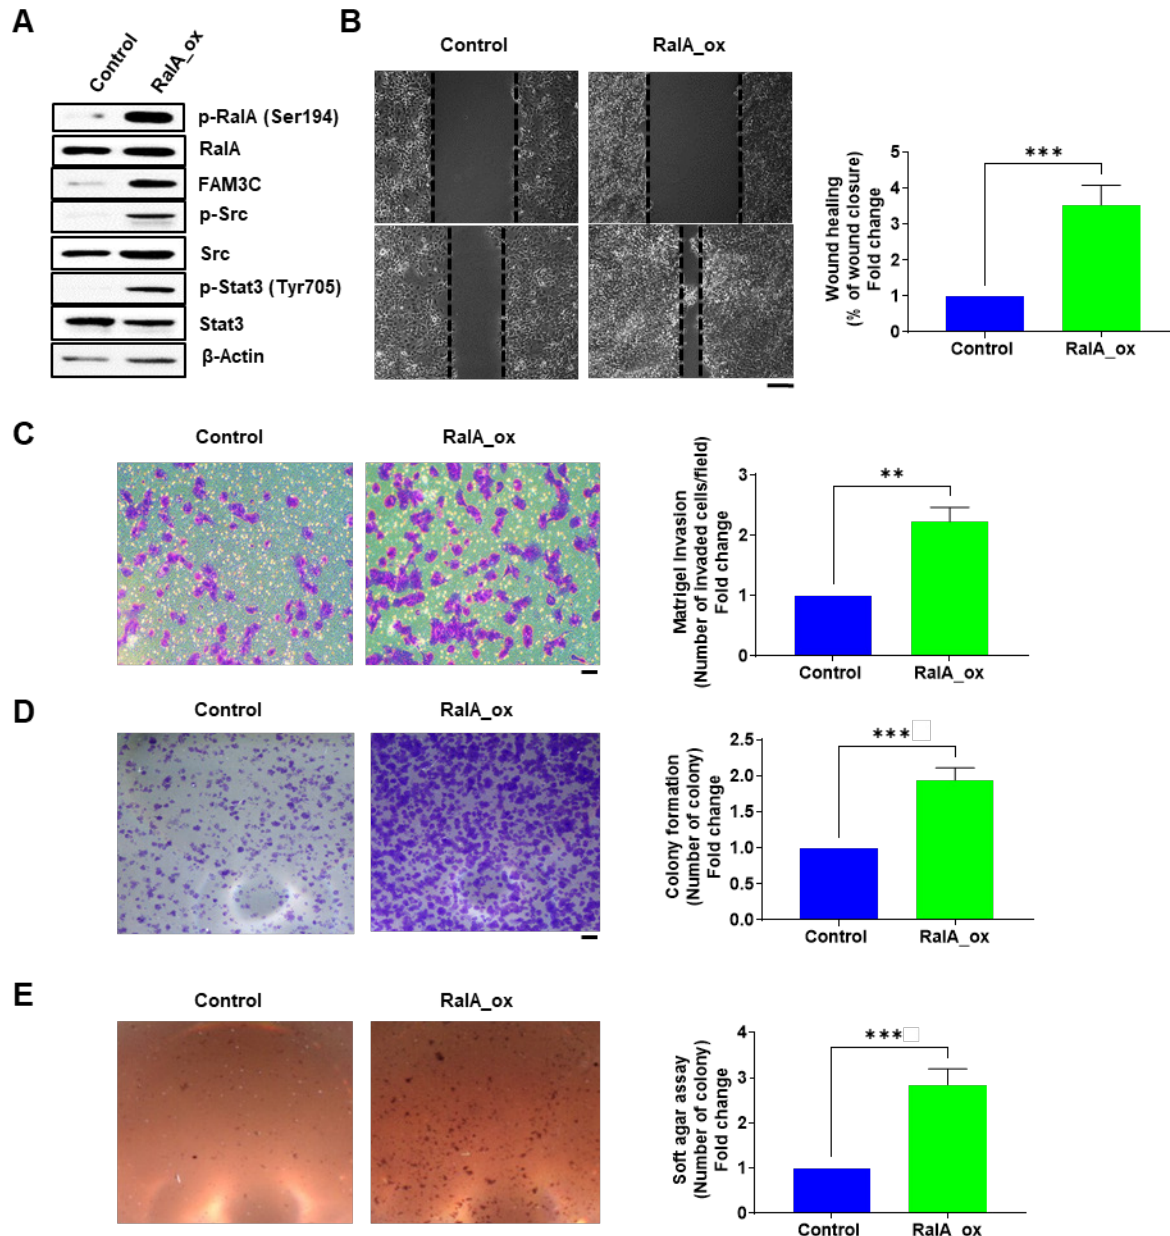 A
Control
RalA_ox
p-RalA (Ser194)
RalA
FAM3C
p-Src
Src
p-Stat3 (Tyr705)
Stat3
β-Actin
B
Control
RalA_ox
Wound healing
(% of wound closure)
Fold change
5
4
3
2
1
0
***
Control
RalA_ox
C
Control
RalA_ox
Matrigel Invasion
(Number of invaded cells/field)
Fold change
3
2
1
0
**
Control
RalA_ox
D
Control
RalA_ox
Colony formation
(Number of colony)
Fold change
2.5
2.0
1.5
1.0
0.5
0.0
***
Control
RalA_ox
E
Control
RalA_ox
Soft agar assay
(Number of colony)
Fold change
4
3
2
1
0
***
Control
RalA_ox